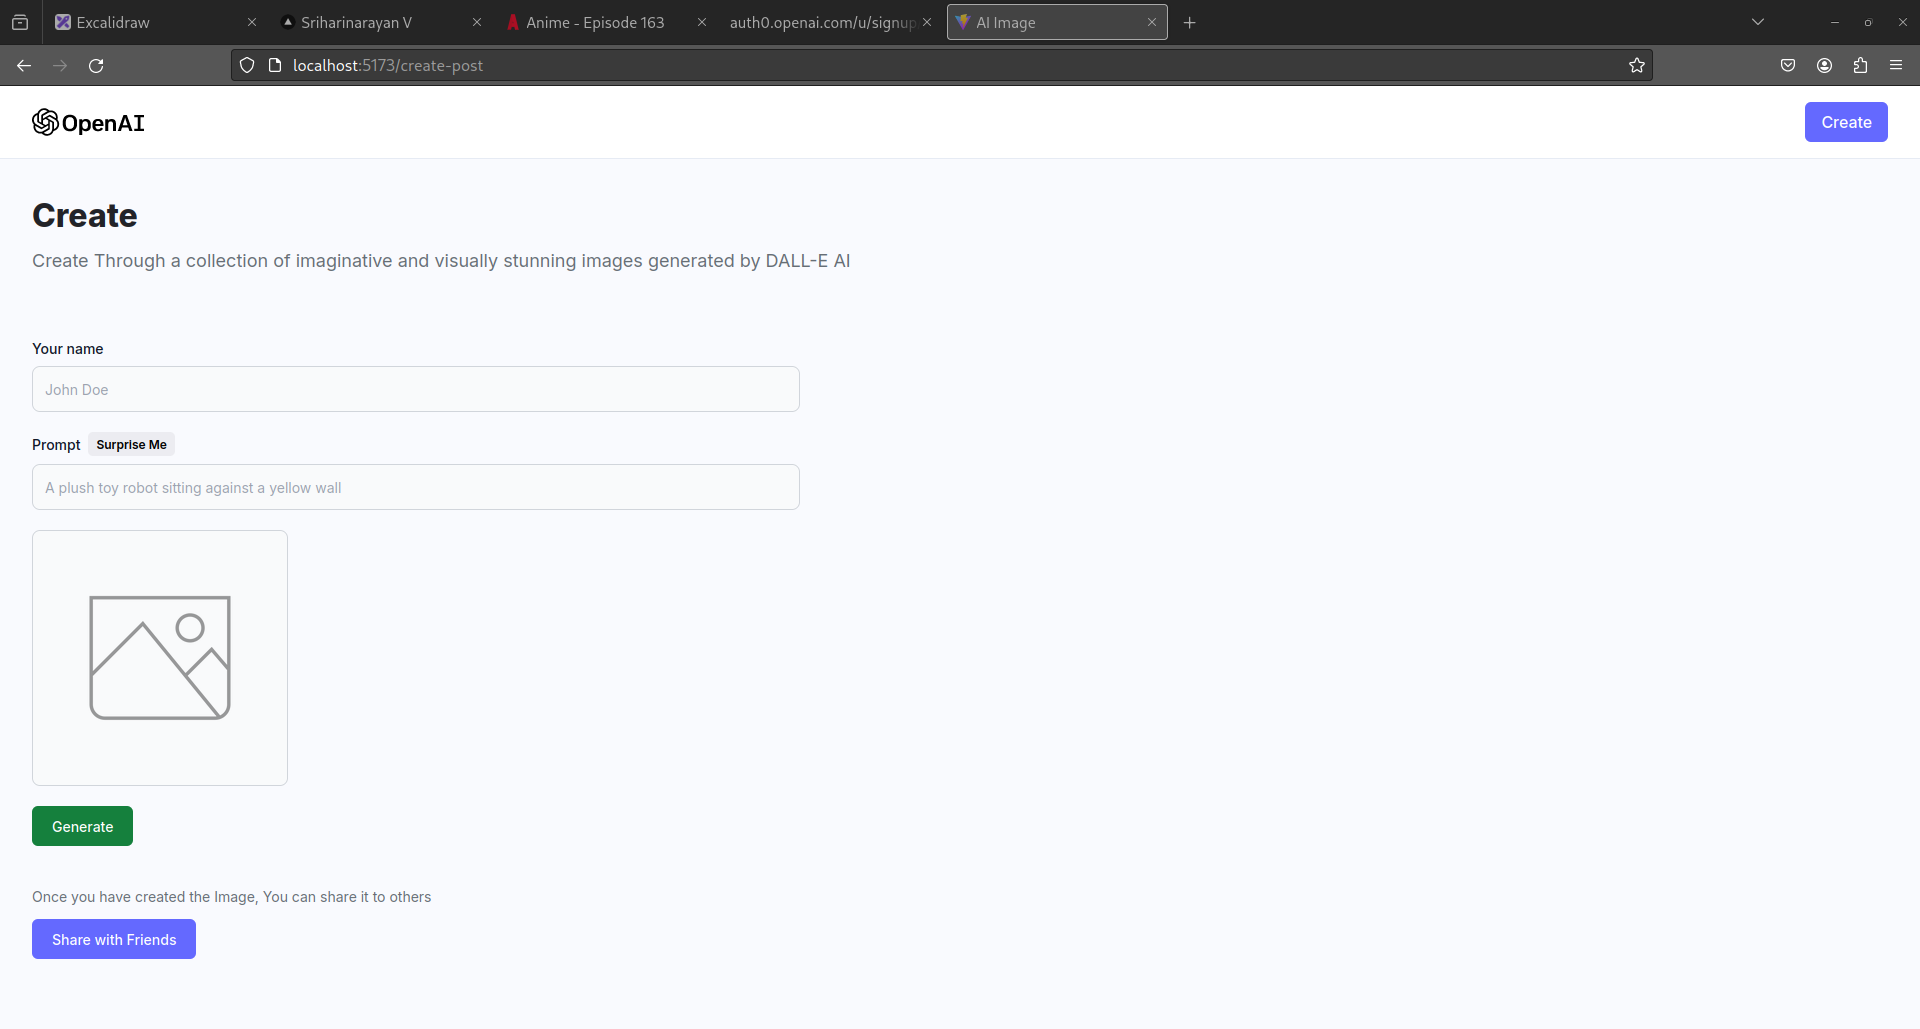 Excalidraw
Sriharinarayan V
Anime - Episode 163
auth0.openai.com/u/signup
AI Image
localhost:5173/create-post
OpenAI
Create
Create
Create Through a collection of imaginative and visually stunning images generated by DALL-E AI
Your name
John Doe
Prompt Surprise Me
A plush toy robot sitting against a yellow wall
Generate
Once you have created the Image, You can share it to others
Share with Friends